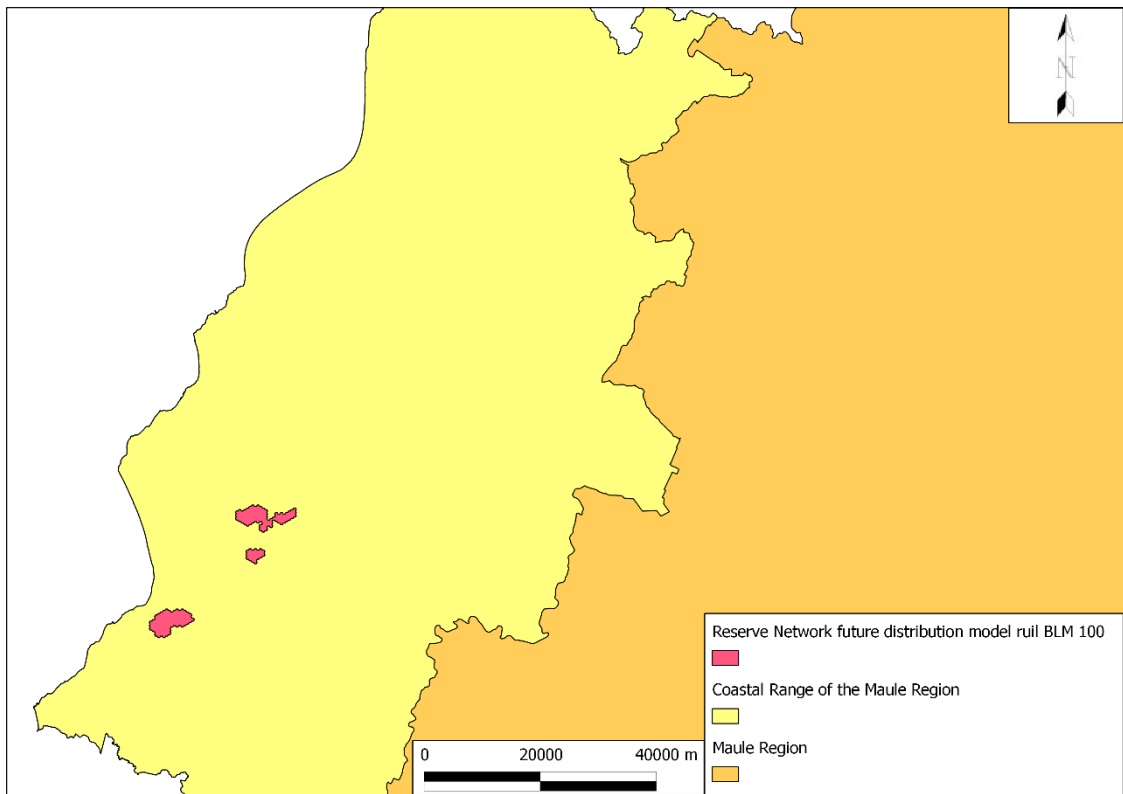 N
Reserve Network future distribution model ruil BLM 100
Coastal Range of the Maule Region
Maule Region
0 20000 40000 m